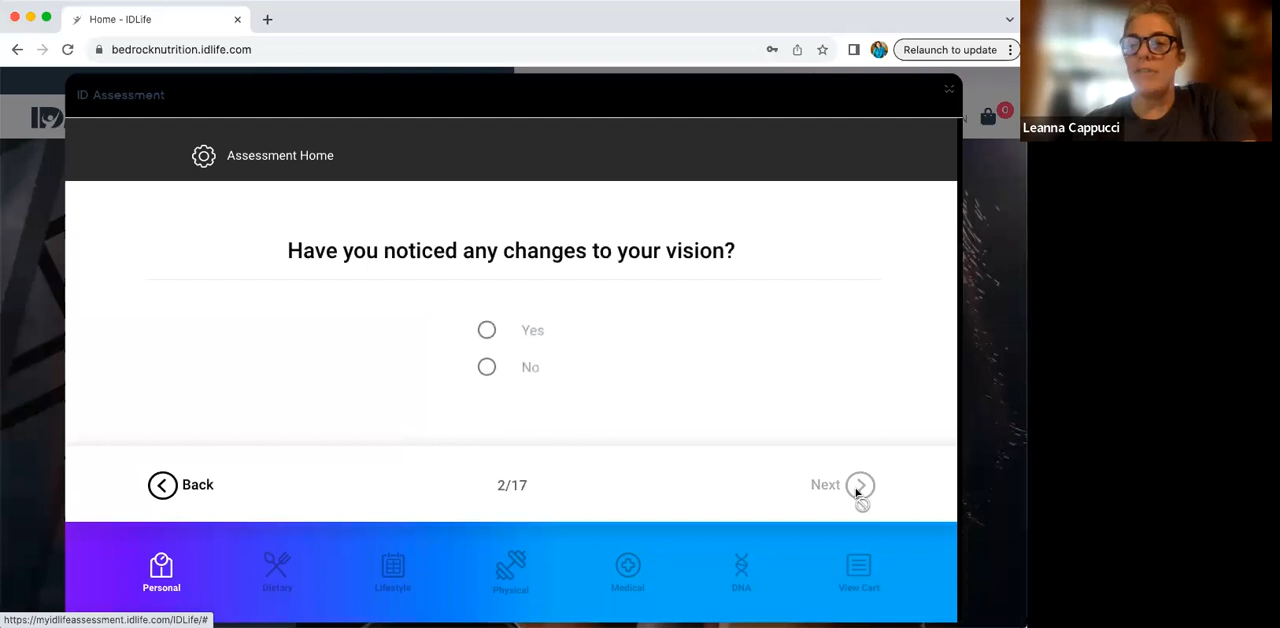 Home - IDLife
bedrocknutrition.idlife.com
Relaunch to update
ID Assessment
ID
0
Leanna Cappucci
Assessment Home
Have you noticed any changes to your vision?
Yes
No
Back
2/17
Next
Personal
Dietary
Lifestyle
Physical
Medical
DNA
View Cart
https://myidlifeassessment.idlife.com/IDLife/#